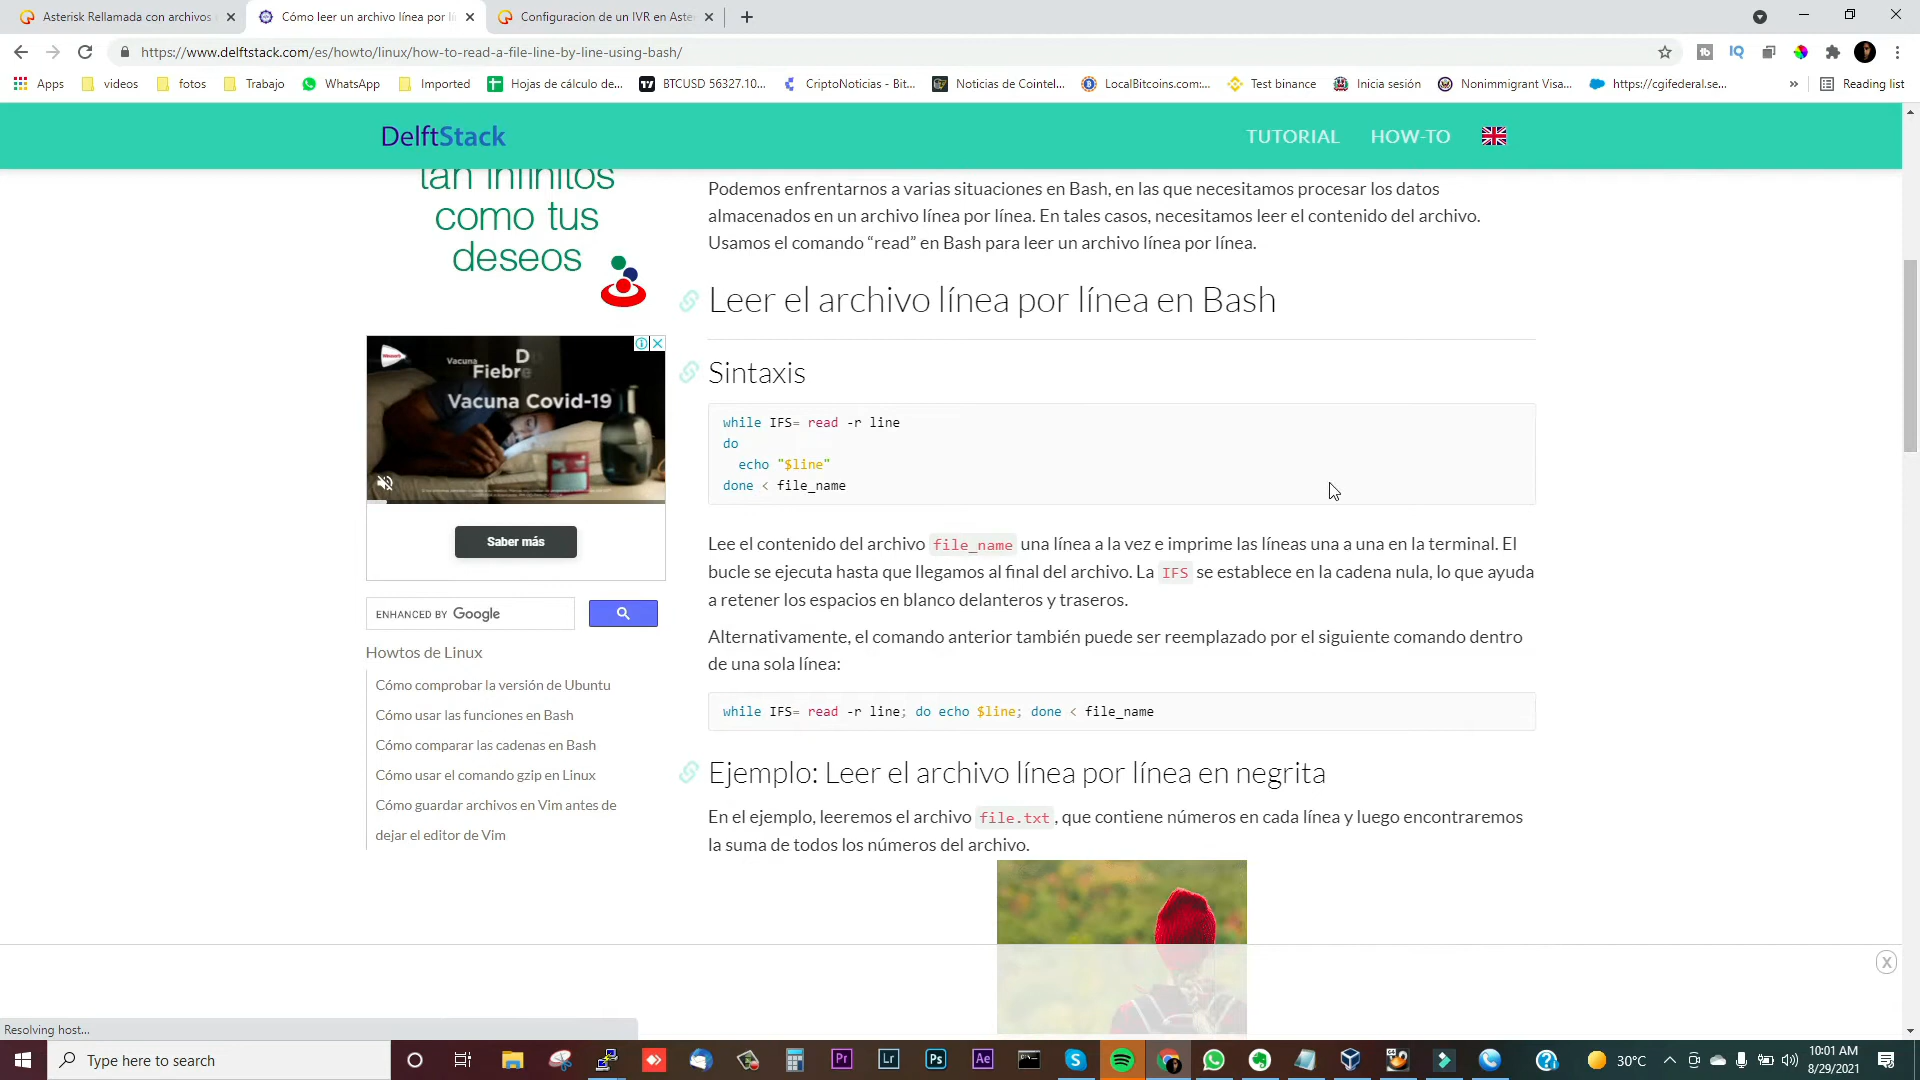 Asterisk Rellamada con archivos
Cómo leer un archivo línea por lí
Configuracion de un IVR en Aste
https://www.delftstack.com/es/howto/linux/how-to-read-a-file-line-by-line-using-bash/
Apps
videos
fotos
Trabajo
WhatsApp
Imported
Hojas de cálculo de...
BTCUSD 56327.10...
CriptoNoticias - Bit...
Noticias de Cointel...
LocalBitcoins.com:...
Test binance
Inicia sesión
Nonimmigrant Visa...
https://cgifederal.se...
»
Reading list
DelftStack
TUTORIAL
HOW-TO
tan infinitos
como tus
deseos
Vacuna
Fiebre
D
Vacuna Covid-19
Saber más
ENHANCED BY Google
Howtos de Linux
Cómo comprobar la versión de Ubuntu
Cómo usar las funciones en Bash
Cómo comparar las cadenas en Bash
Cómo usar el comando gzip en Linux
Cómo guardar archivos en Vim antes de
dejar el editor de Vim
Podemos enfrentarnos a varias situaciones en Bash, en las que necesitamos procesar los datos
almacenados en un archivo línea por línea. En tales casos, necesitamos leer el contenido del archivo.
Usamos el comando “read” en Bash para leer un archivo línea por línea.
Leer el archivo línea por línea en Bash
Sintaxis
while IFS= read -r line
do
echo "$line"
done < file_name
Lee el contenido del archivo file_name una línea a la vez e imprime las líneas una a una en la terminal. El
bucle se ejecuta hasta que llegamos al final del archivo. La IFS se establece en la cadena nula, lo que ayuda
a retener los espacios en blanco delanteros y traseros.
Alternativamente, el comando anterior también puede ser reemplazado por el siguiente comando dentro
de una sola línea:
while IFS= read -r line; do echo $line; done < file_name
Ejemplo: Leer el archivo línea por línea en negrita
En el ejemplo, leeremos el archivo file.txt, que contiene números en cada línea y luego encontraremos
la suma de todos los números del archivo.
X
Resolving host...
Type here to search
Pr
Lr
Ps
Ae
30°C
10:01 AM
8/29/2021